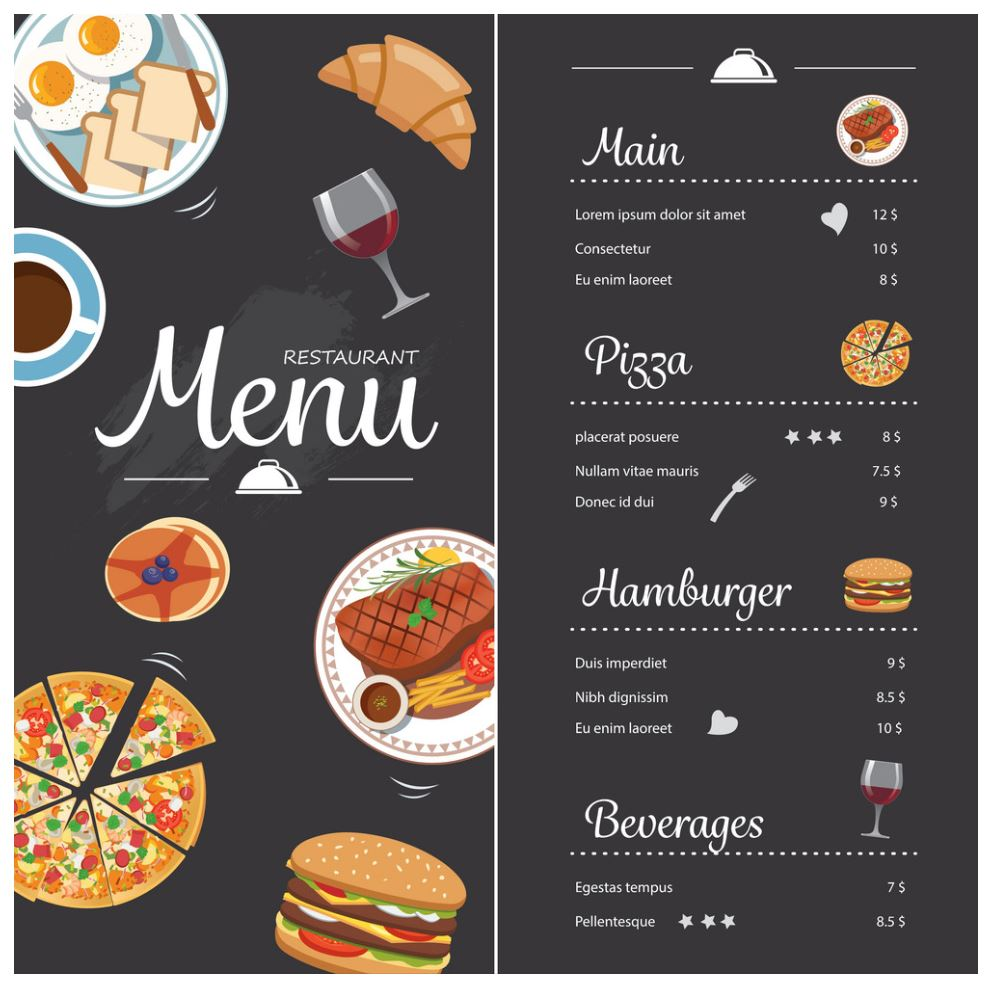 RESTAURANT
Menu
Main
Lorem ipsum dolor sit amet 12 $
Consectetur 10 $
Eu enim laoreet 8 $
Pizza
placerat posuere 8 $
Nullam vitae mauris 7.5 $
Donec id dui 9 $
Hamburger
Duis imperdiet 9 $
Nibh dignissim 8.5 $
Eu enim laoreet 10 $
Beverages
Egestas tempus 7 $
Pellentesque 8.5 $